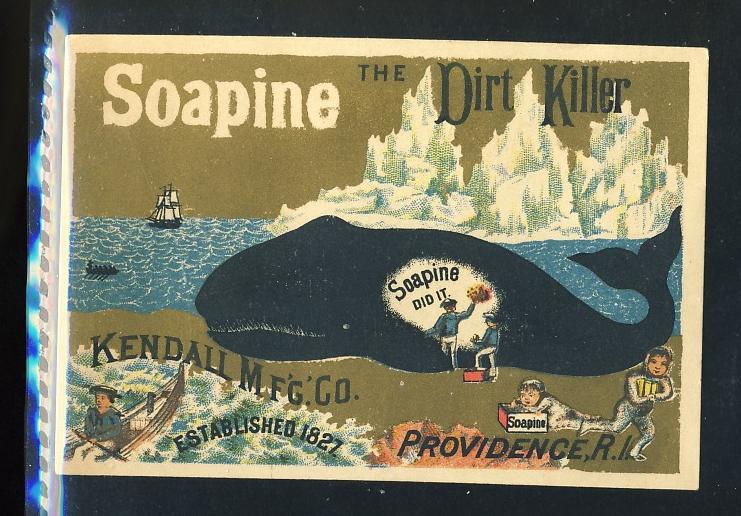 Soapine THE Dirt Killer
Soapine
DID IT
KENDALL M'F'G.CO.
ESTABLISHED 1827
Soapine
PROVIDENCE, R.I.